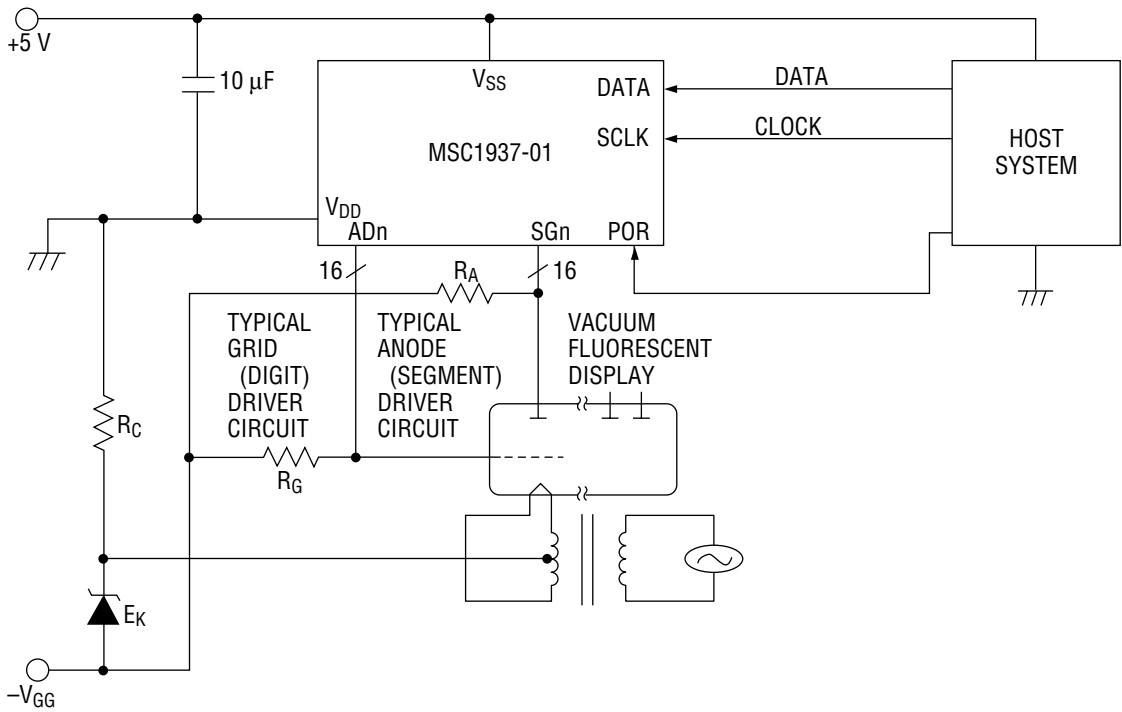 +5 V
10 µF
VSS
DATA
SCLK
MSC1937-01
DATA
CLOCK
HOST
SYSTEM
VDD
ADn
SGn
POR
16
RA
16
TYPICAL
GRID
(DIGIT)
DRIVER
CIRCUIT
TYPICAL
ANODE
(SEGMENT)
DRIVER
CIRCUIT
VACUUM
FLUORESCENT
DISPLAY
RC
RG
EK
–VGG